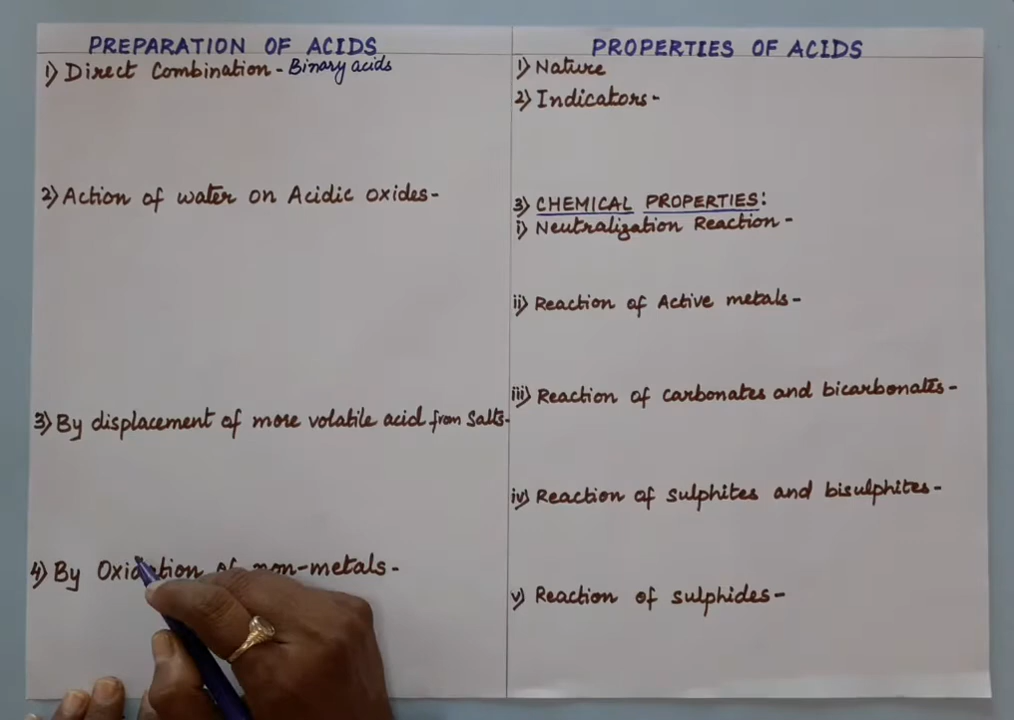 PREPARATION OF ACIDS
1) Direct Combination - Binary acids
2) Action of water on Acidic oxides-
3) By displacement of more volatile acid from Salts-
4) By Oxidation of non-metals-
PROPERTIES OF ACIDS
1) Nature
2) Indicators-
3) CHEMICAL PROPERTIES:
i) Neutralization Reaction-
ii) Reaction of Active metals-
iii) Reaction of carbonates and bicarbonates-
iv) Reaction of sulphites and bisulphites-
v) Reaction of sulphides-